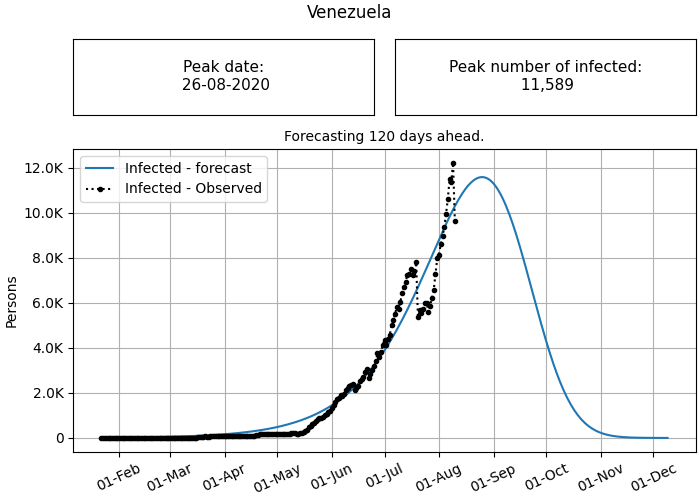 Venezuela
Peak date:
26-08-2020
Peak number of infected:
11,589
Forecasting 120 days ahead.
Infected - forecast
Infected - Observed
12.0K
10.0K
8.0K
6.0K
4.0K
2.0K
0
Persons
01-Feb
01-Mar
01-Apr
01-May
01-Jun
01-Jul
01-Aug
01-Sep
01-Oct
01-Nov
01-Dec